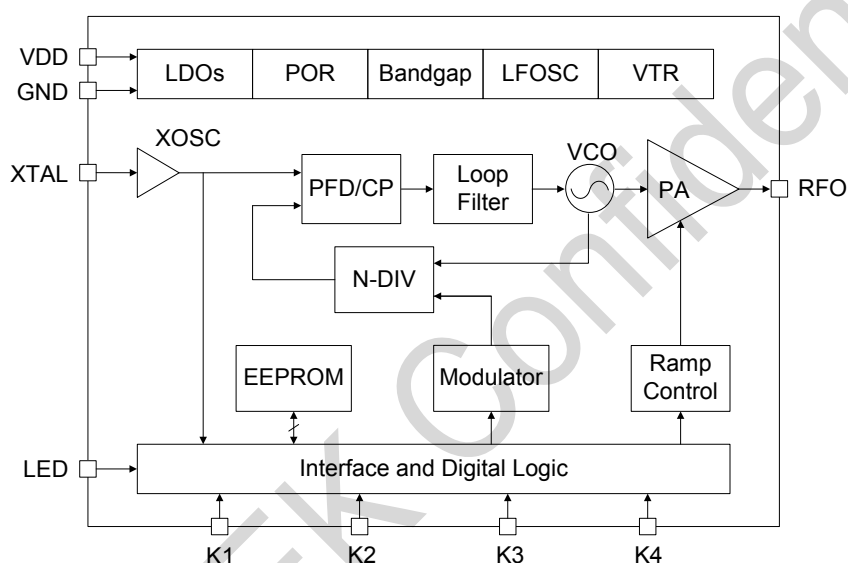 VDD
GND
LDOs
POR
Bandgap
LFOSC
VTR
XOSC
XTAL
PFD/CP
Loop
Filter
VCO
PA
RFO
N-DIV
EEPROM
Modulator
Ramp
Control
LED
Interface and Digital Logic
K1
K2
K3
K4